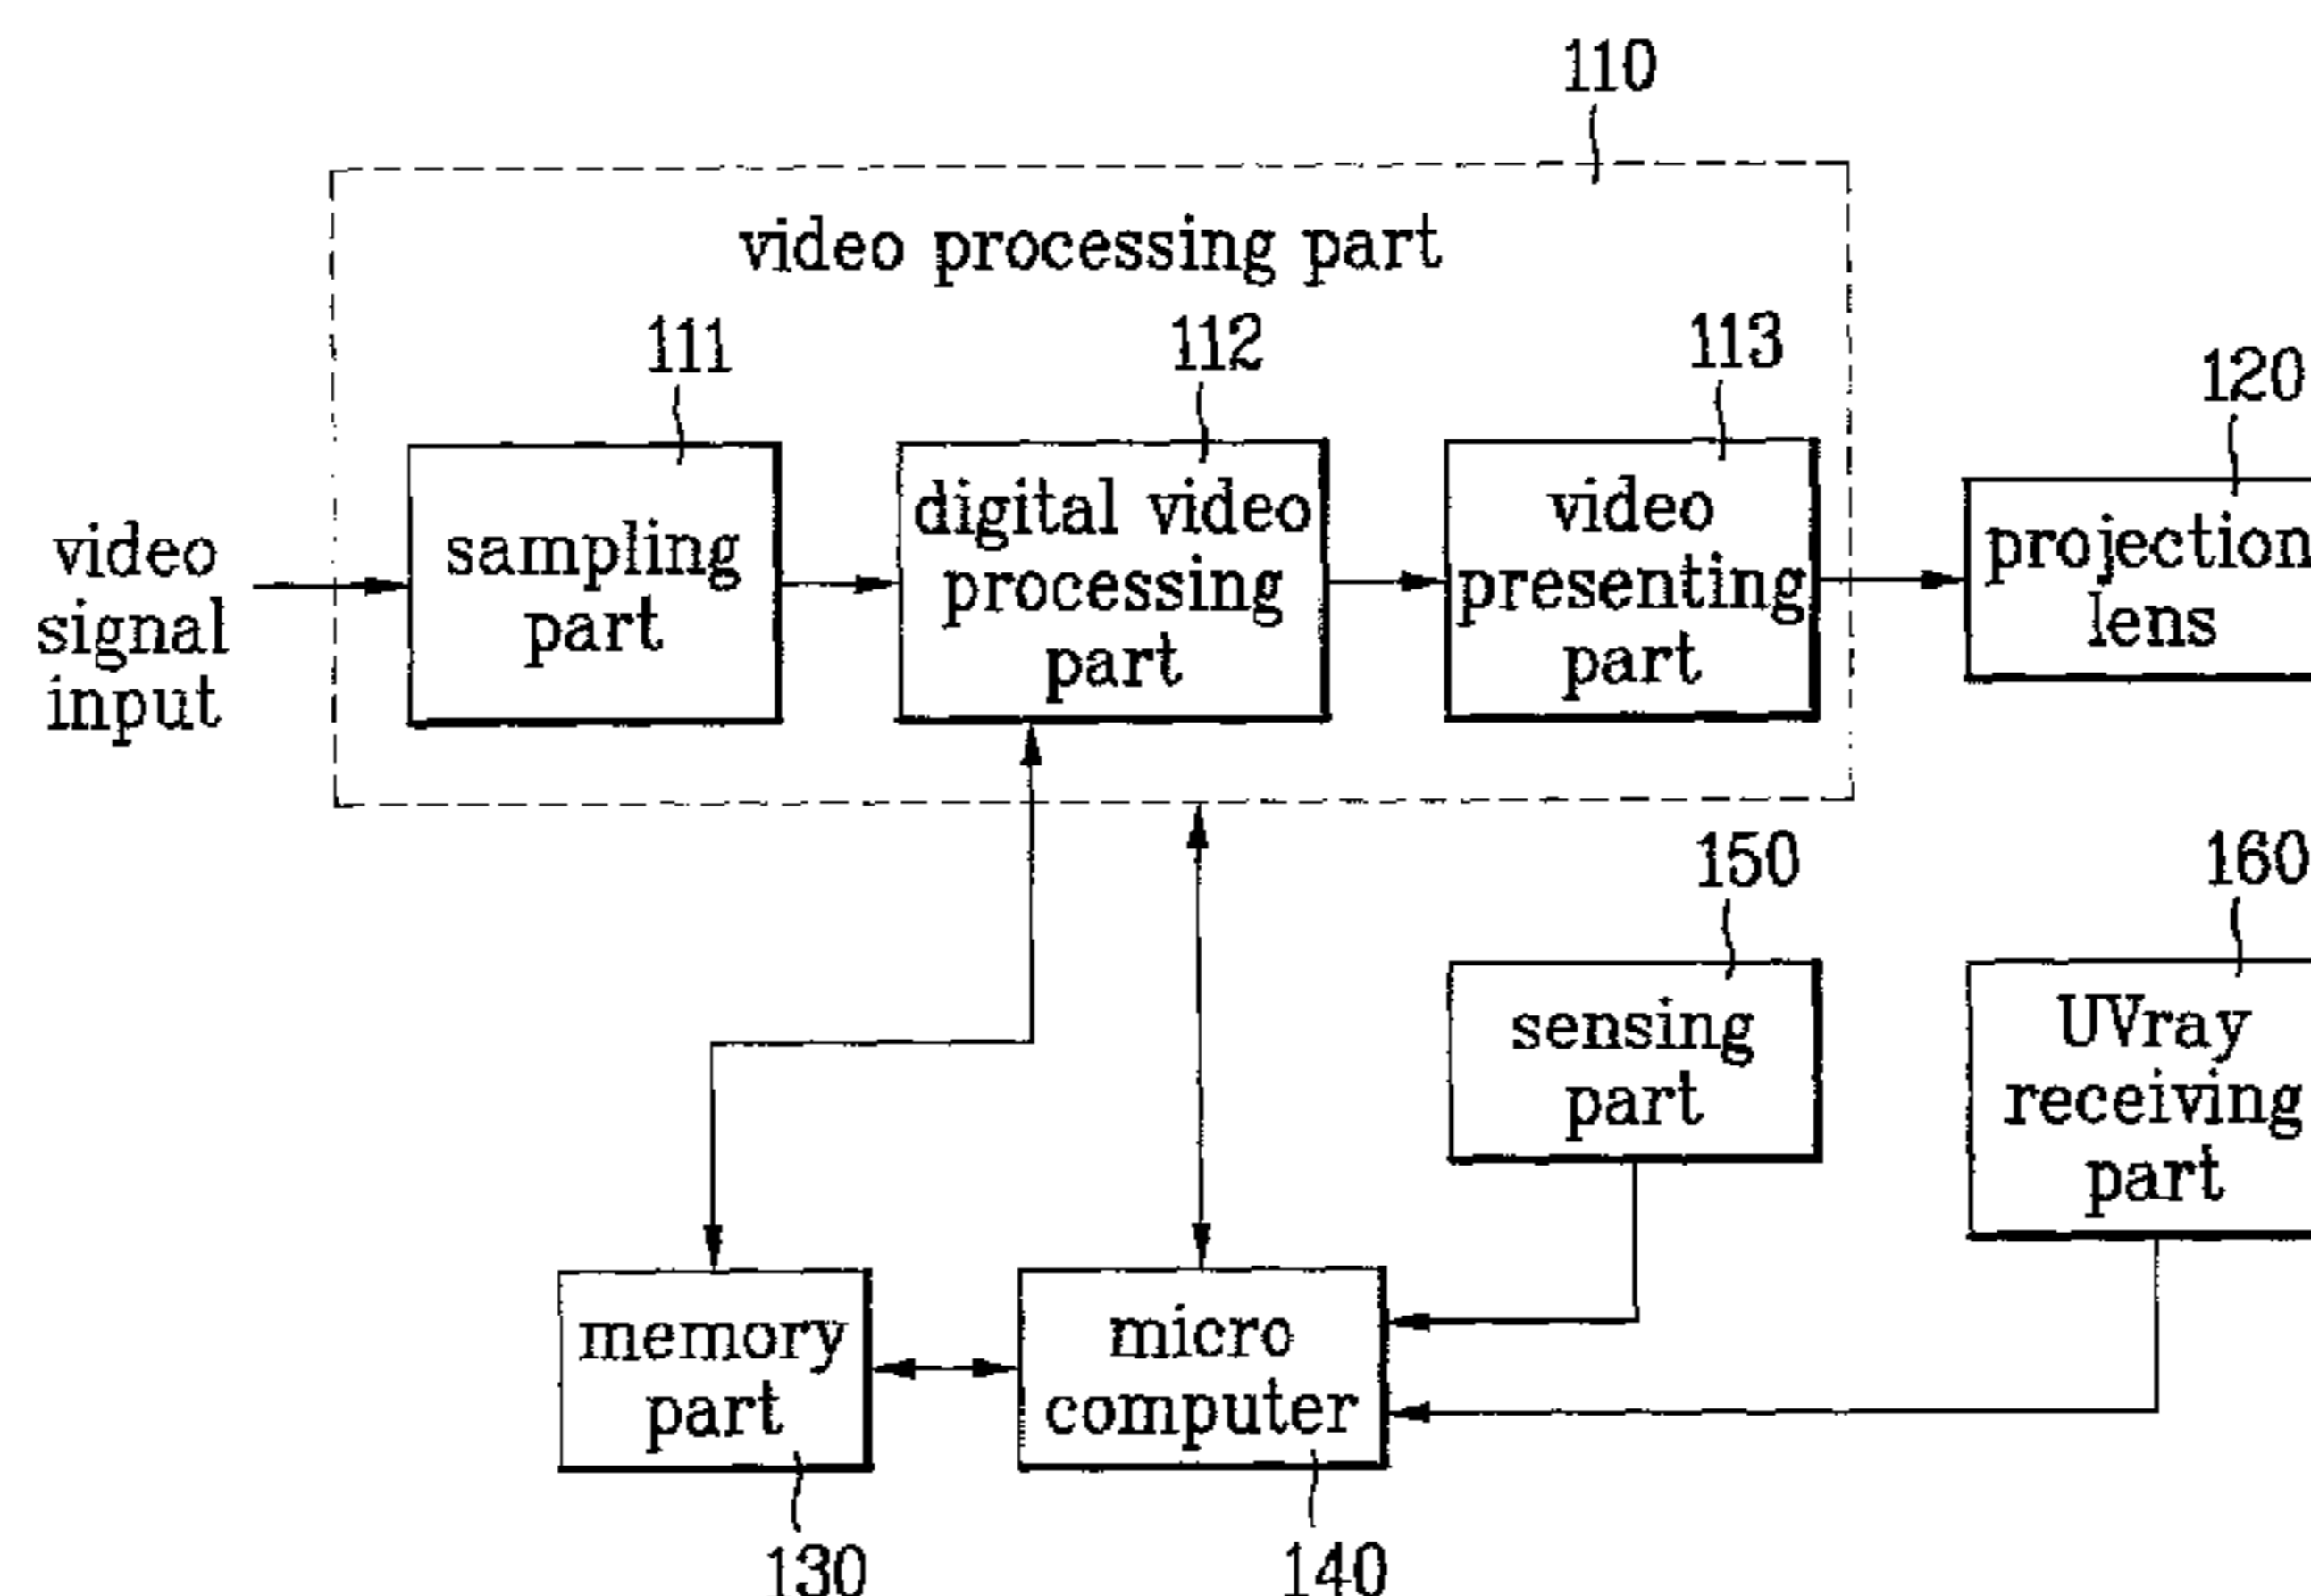 110
video processing part
111
112
113
120
video
signal
input
sampling
part
digital video
processing
part
video
presenting
part
projection
lens
150
160
sensing
part
UVray
receiving
part
memory
part
micro
computer
130
140